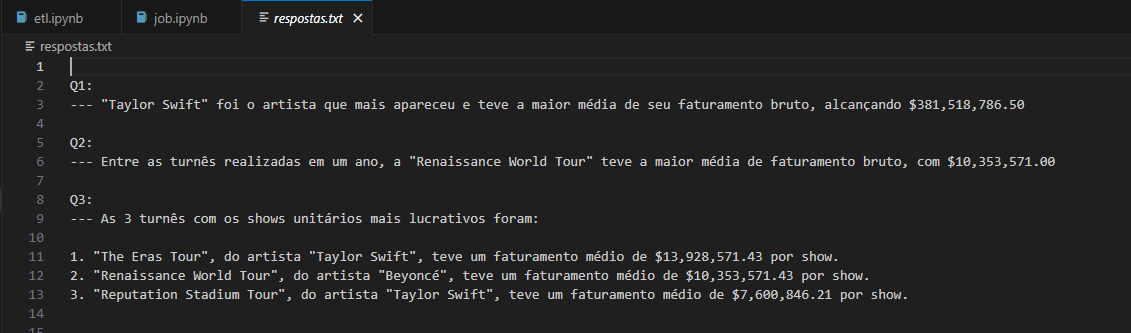 etl.ipynb job.ipynb respostas.txt
respostas.txt
1
2 Q1:
3 --- "Taylor Swift" foi o artista que mais apareceu e teve a maior média de seu faturamento bruto, alcançando $381,518,786.50
4
5 Q2:
6 --- Entre as turnês realizadas em um ano, a "Renaissance World Tour" teve a maior média de faturamento bruto, com $10,353,571.00
7
8 Q3:
9 --- As 3 turnês com os shows unitários mais lucrativos foram:
10
11 1. "The Eras Tour", do artista "Taylor Swift", teve um faturamento médio de $13,928,571.43 por show.
12 2. "Renaissance World Tour", do artista "Beyoncé", teve um faturamento médio de $10,353,571.43 por show.
13 3. "Reputation Stadium Tour", do artista "Taylor Swift", teve um faturamento médio de $7,600,846.21 por show.
14
15